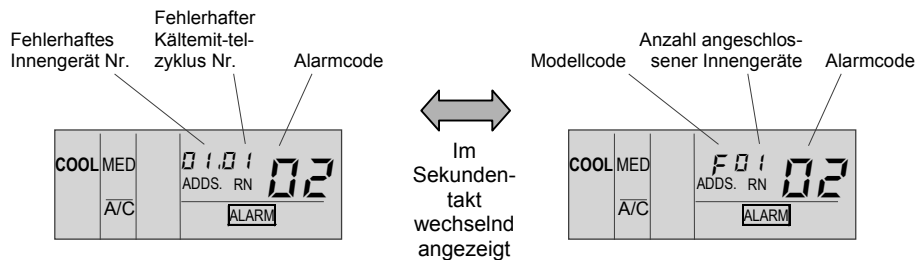 Fehlerhaftes
Innengerät Nr.
Fehlerhafter
Kältemit-tel-
zyklus Nr.
Alarmcode
COOL
MED
A/C
01.01
ADDS. RN
02
ALARM
Im
Sekunden-
takt
wechselnd
angezeigt
Modellcode
Anzahl angeschlos-
sener Innengeräte
Alarmcode
COOL
MED
A/C
F01
ADDS. RN
02
ALARM